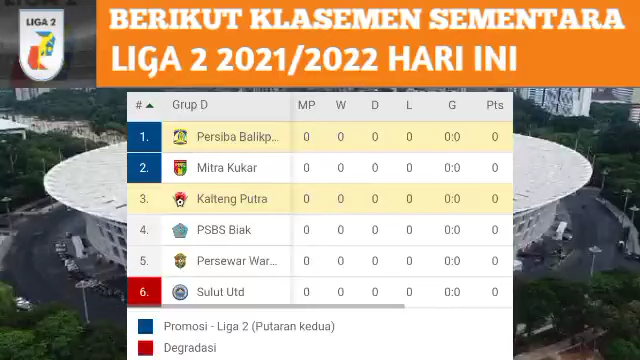 LIGA 2
BERIKUT KLASEMEN SEMENTARA
LIGA 2 2021/2022 HARI INI
# Grup D MP W D L G Pts
1. Persiba Balikp... 0 0 0 0 0:0 0
2. Mitra Kukar 0 0 0 0 0:0 0
3. Kalteng Putra 0 0 0 0 0:0 0
4. PSBS Biak 0 0 0 0 0:0 0
5. Persewar War... 0 0 0 0 0:0 0
6. Sulut Utd 0 0 0 0 0:0 0
Promosi - Liga 2 (Putaran kedua)
Degradasi